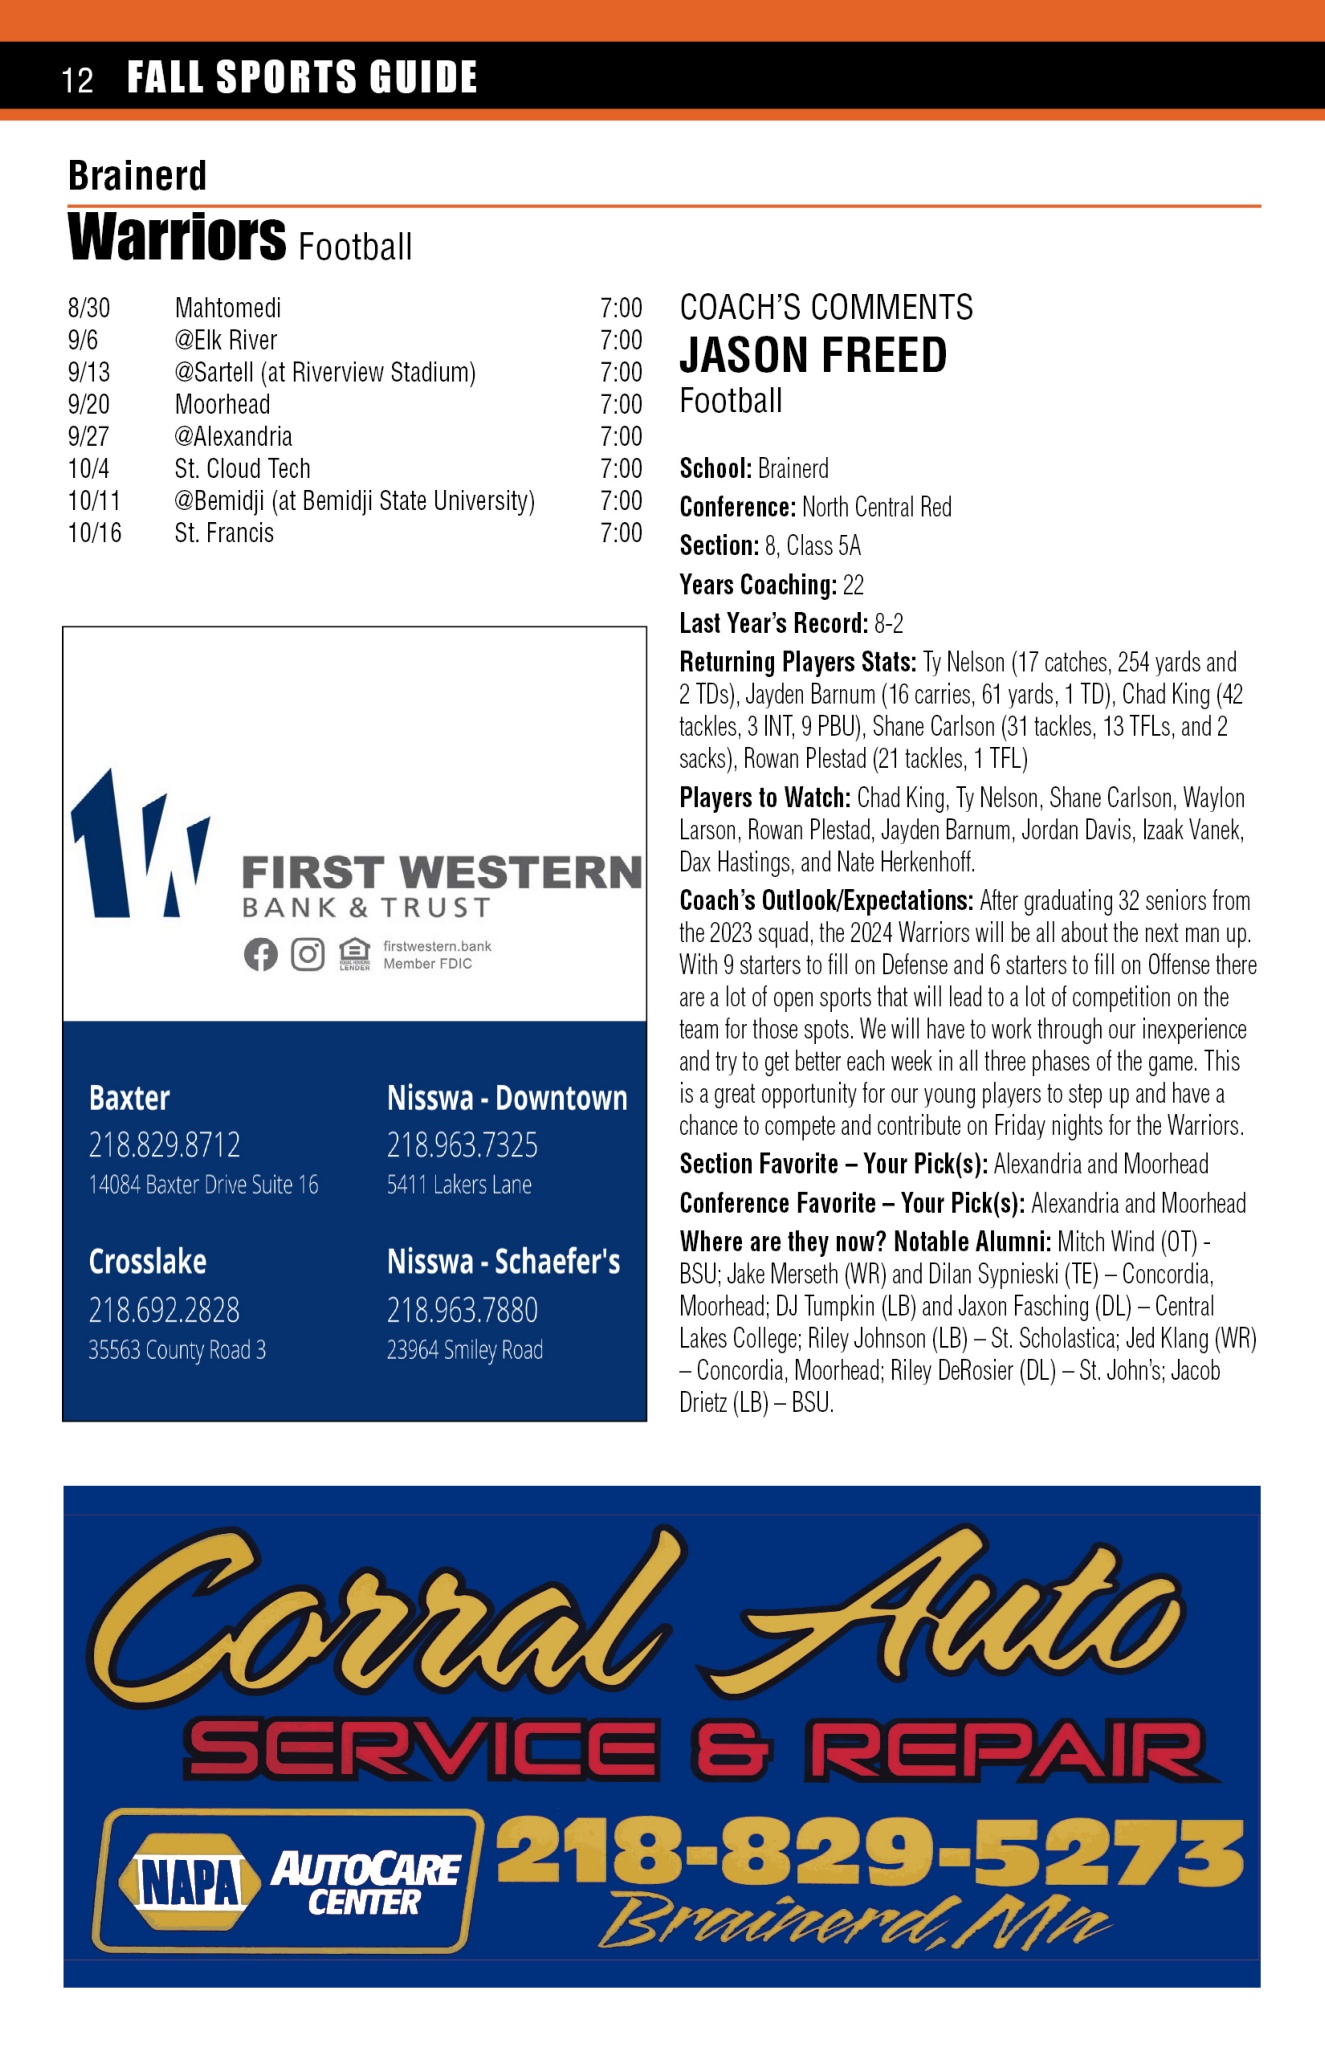 12 FALL SPORTS GUIDE
Brainerd
Warriors Football
8/30 Mahtomedi 7:00
9/6 @Elk River 7:00
9/13 @Sartell (at Riverview Stadium) 7:00
9/20 Moorhead 7:00
9/27 @Alexandria 7:00
10/4 St. Cloud Tech 7:00
10/11 @Bemidji (at Bemidji State University) 7:00
10/16 St. Francis 7:00
COACH'S COMMENTS
JASON FREED
Football
School: Brainerd
Conference: North Central Red
Section: 8, Class 5A
Years Coaching: 22
Last Year's Record: 8-2
Returning Players Stats: Ty Nelson (17 catches, 254 yards and
2 TDs), Jayden Barnum (16 carries, 61 yards, 1 TD), Chad King (42
tackles, 3 INT, 9 PBU), Shane Carlson (31 tackles, 13 TFLs, and 2
sacks), Rowan Plestad (21 tackles, 1 TFL)
Players to Watch: Chad King, Ty Nelson, Shane Carlson, Waylon
Larson, Rowan Plestad, Jayden Barnum, Jordan Davis, Izaak Vanek,
Dax Hastings, and Nate Herkenhoff.
Coach's Outlook/Expectations: After graduating 32 seniors from
the 2023 squad, the 2024 Warriors will be all about the next man up.
With 9 starters to fill on Defense and 6 starters to fill on Offense there
are a lot of open sports that will lead to a lot of competition on the
team for those spots. We will have to work through our inexperience
and try to get better each week in all three phases of the game. This
is a great opportunity for our young players to step up and have a
chance to compete and contribute on Friday nights for the Warriors.
Section Favorite – Your Pick(s): Alexandria and Moorhead
Conference Favorite – Your Pick(s): Alexandria and Moorhead
Where are they now? Notable Alumni: Mitch Wind (OT) -
BSU; Jake Merseth (WR) and Dilan Sypnieski (TE) – Concordia,
Moorhead; DJ Tumpkin (LB) and Jaxon Fasching (DL) – Central
Lakes College; Riley Johnson (LB) – St. Scholastica; Jed Klang (WR)
– Concordia, Moorhead; Riley DeRosier (DL) – St. John's; Jacob
Drietz (LB) – BSU.
1W
FIRST WESTERN
BANK & TRUST
firstwestern.bank
Member FDIC
EQUAL HOUSING
LENDER
Baxter
218.829.8712
14084 Baxter Drive Suite 16
Nisswa - Downtown
218.963.7325
5411 Lakers Lane
Crosslake
218.692.2828
35563 County Road 3
Nisswa - Schaefer's
218.963.7880
23964 Smiley Road
Corral Auto
SERVICE & REPAIR
NAPA AUTOCARE
CENTER
218-829-5273
Brainerd, Mn